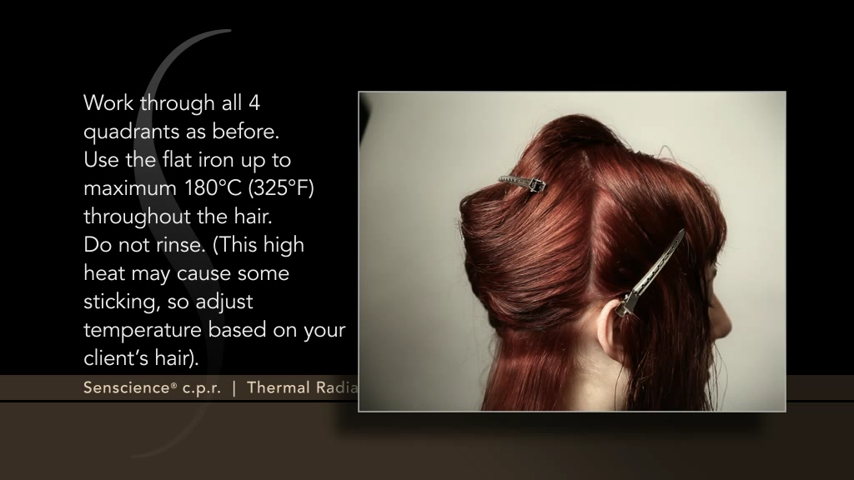 Work through all 4
quadrants as before.
Use the flat iron up to
maximum 180°C (325°F)
throughout the hair.
Do not rinse. (This high
heat may cause some
sticking, so adjust
temperature based on your
client's hair).
Senscience® c.p.r. | Thermal